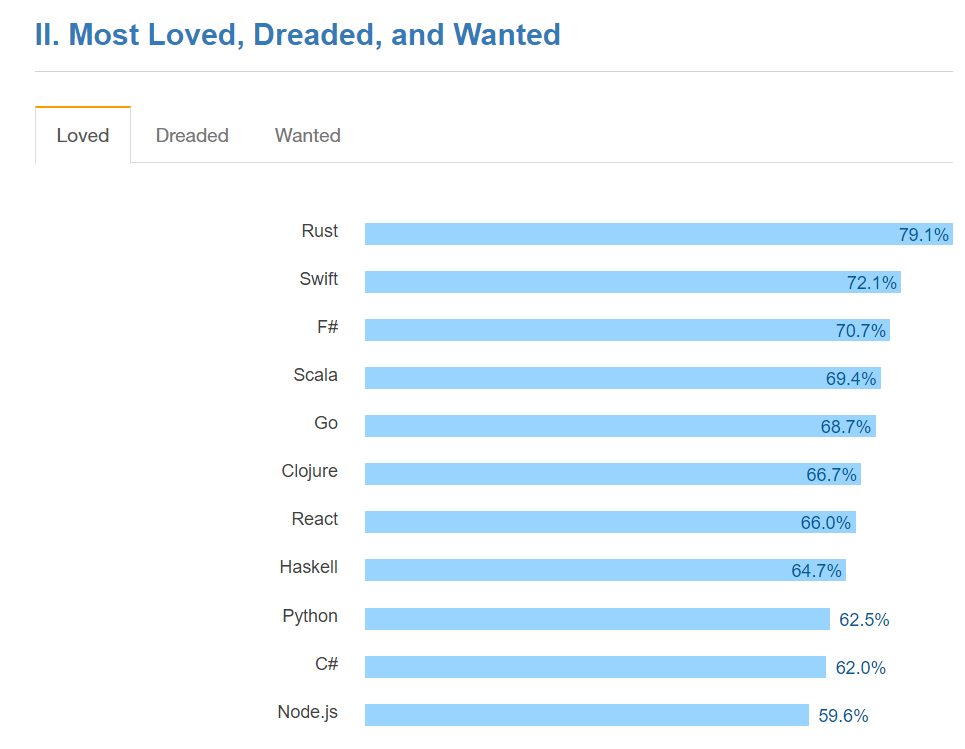 II. Most Loved, Dreaded, and Wanted
Loved Dreaded Wanted
Rust 79.1%
Swift 72.1%
F# 70.7%
Scala 69.4%
Go 68.7%
Clojure 66.7%
React 66.0%
Haskell 64.7%
Python 62.5%
C# 62.0%
Node.js 59.6%